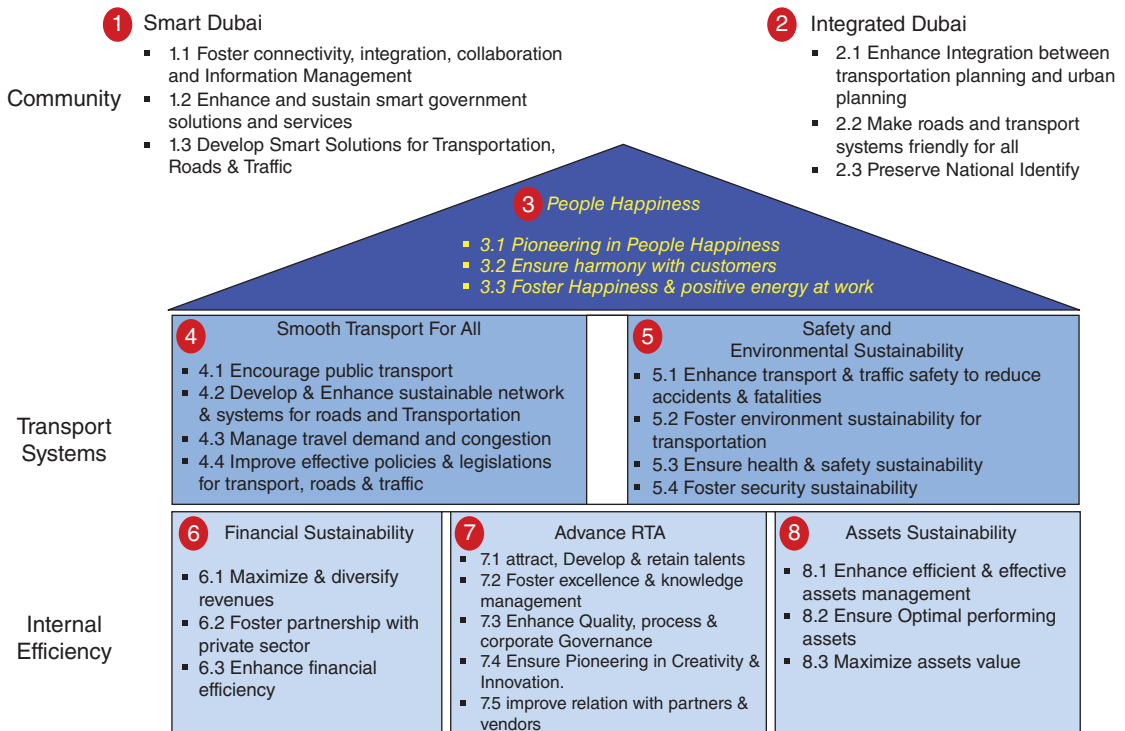 1 Smart Dubai
▪ 1.1 Foster connectivity, integration, collaboration
and Information Management
▪ 1.2 Enhance and sustain smart government
solutions and services
▪ 1.3 Develop Smart Solutions for Transportation,
Roads & Traffic
2 Integrated Dubai
▪ 2.1 Enhance Integration between
transportation planning and urban
planning
▪ 2.2 Make roads and transport
systems friendly for all
▪ 2.3 Preserve National Identify
Community
3 People Happiness
▪ 3.1 Pioneering in People Happiness
▪ 3.2 Ensure harmony with customers
▪ 3.3 Foster Happiness & positive energy at work
Transport
Systems
4 Smooth Transport For All
▪ 4.1 Encourage public transport
▪ 4.2 Develop & Enhance sustainable network
& systems for roads and Transportation
▪ 4.3 Manage travel demand and congestion
▪ 4.4 Improve effective policies & legislations
for transport, roads & traffic
5 Safety and
Environmental Sustainability
▪ 5.1 Enhance transport & traffic safety to reduce
accidents & fatalities
▪ 5.2 Foster environment sustainability for
transportation
▪ 5.3 Ensure health & safety sustainability
▪ 5.4 Foster security sustainability
Internal
Efficiency
6 Financial Sustainability
▪ 6.1 Maximize & diversify
revenues
▪ 6.2 Foster partnership with
private sector
▪ 6.3 Enhance financial
efficiency
7 Advance RTA
▪ 7.1 attract, Develop & retain talents
▪ 7.2 Foster excellence & knowledge
management
▪ 7.3 Enhance Quality, process &
corporate Governance
▪ 7.4 Ensure Pioneering in Creativity &
Innovation.
▪ 7.5 improve relation with partners &
vendors
8 Assets Sustainability
▪ 8.1 Enhance efficient & effective
assets management
▪ 8.2 Ensure Optimal performing
assets
▪ 8.3 Maximize assets value